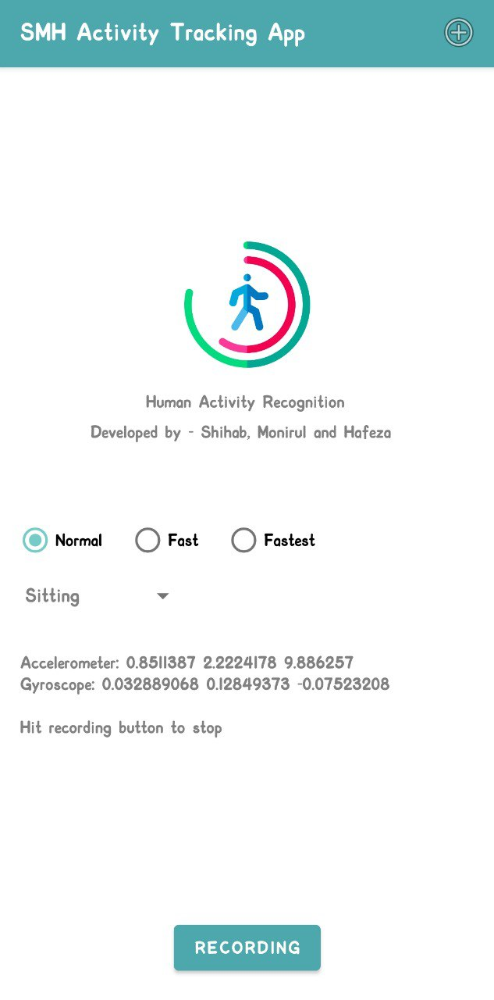 SMH Activity Tracking App
Human Activity Recognition
Developed by - Shihab, Monirul and Hafeza
Normal Fast Fastest
Sitting
Accelerometer: 0.8511387 2.2224178 9.886257
Gyroscope: 0.032889068 0.12849373 -0.07523208
Hit recording button to stop
RECORDING